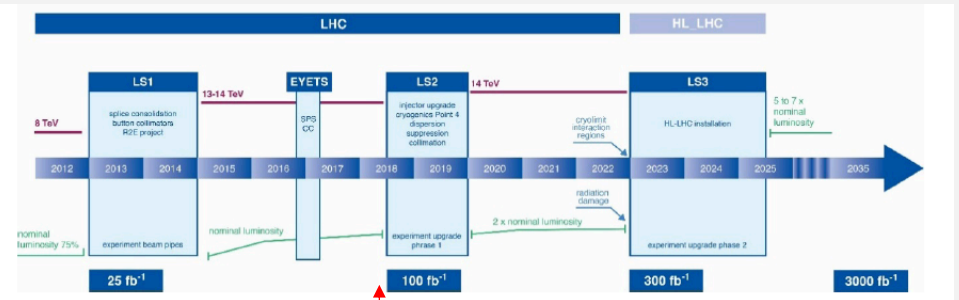 LHC
HL_LHC
LS1
EYETS
LS2
LS3
8 TeV
13-14 TeV
14 TeV
splice consolidation
button collimators
R2E project
SPS
CC
injector upgrade
cryogenics Point 4
dispersion
suppression
collimation
cryolimit
interaction
regions
HL-LHC installation
5 to 7 x
nominal
luminosity
2012
2013
2014
2015
2016
2017
2018
2019
2020
2021
2022
2023
2024
2025
2035
radiation
damage
nominal
luminosity 75%
experiment beam pipes
nominal luminosity
experiment upgrade
phrase 1
2 x nominal luminosity
experiment upgrade phase 2
25 fb⁻¹
100 fb⁻¹
300 fb⁻¹
3000 fb⁻¹